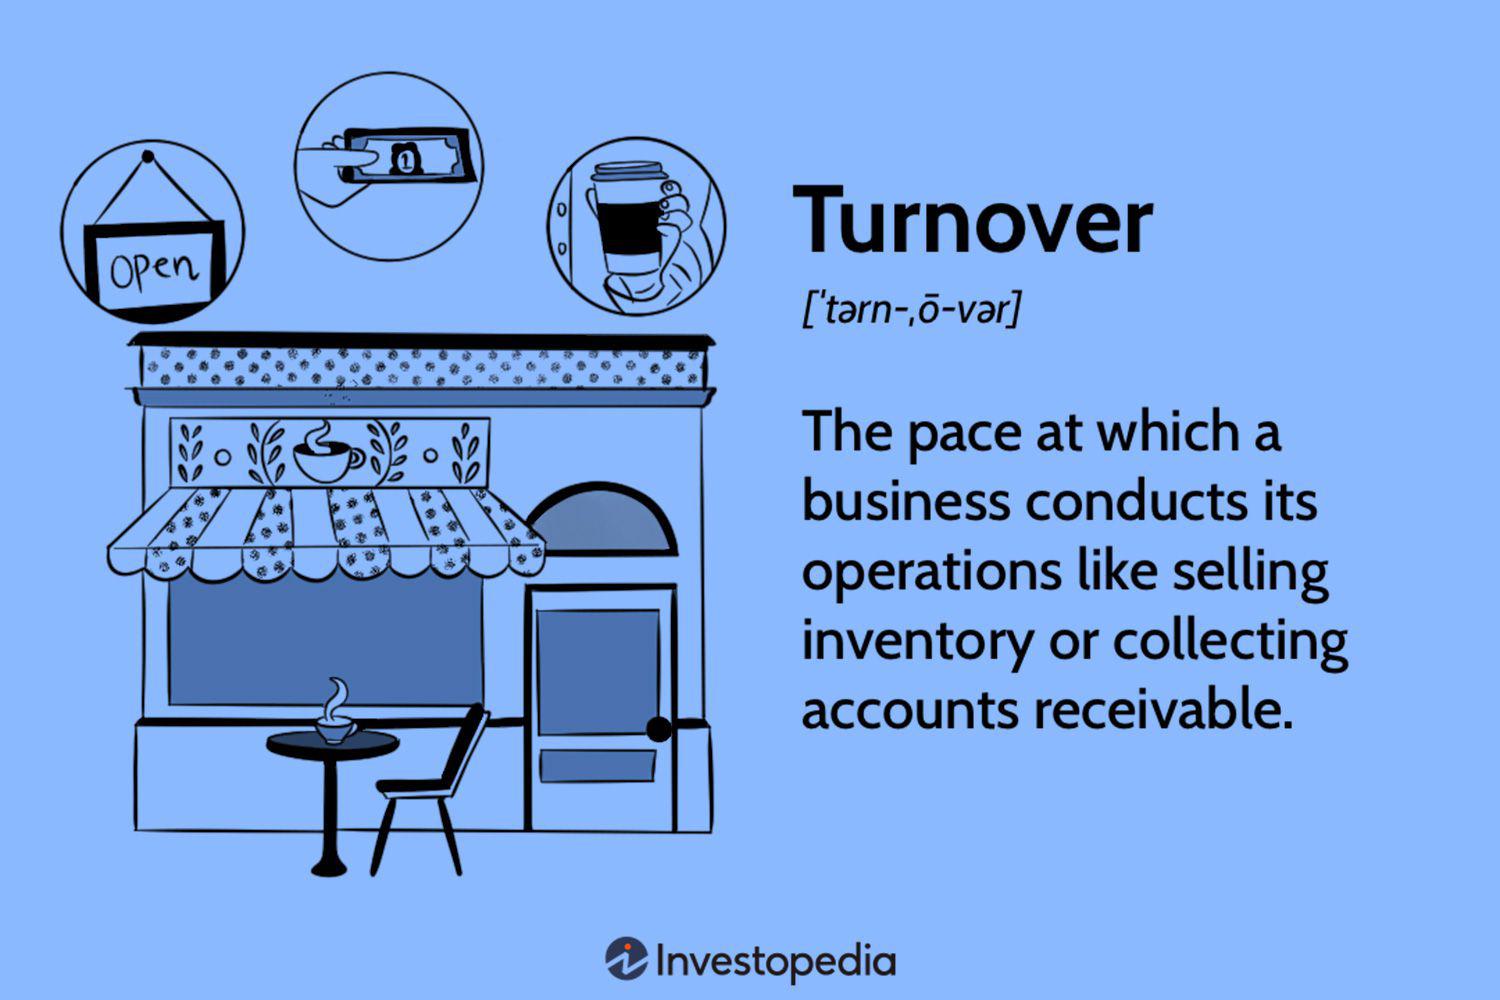 Open
1
Turnover
[ˈtərn-ˌō-vər]
The pace at which a
business conducts its
operations like selling
inventory or collecting
accounts receivable.
Investopedia